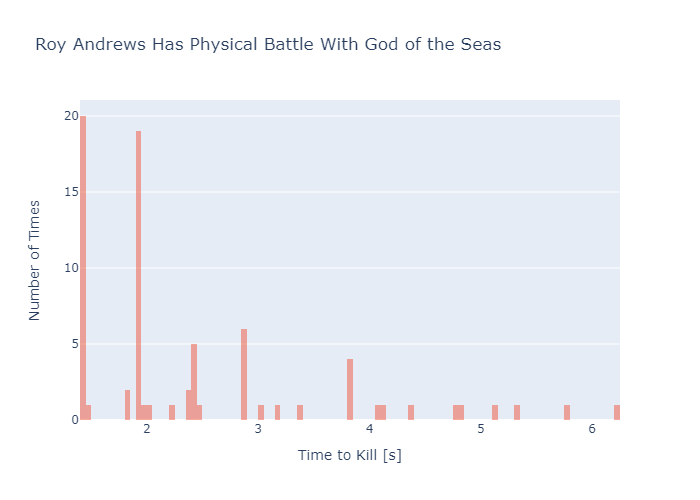 Roy Andrews Has Physical Battle With God of the Seas
20
15
10
5
0
Number of Times
2 3 4 5 6
Time to Kill [s]